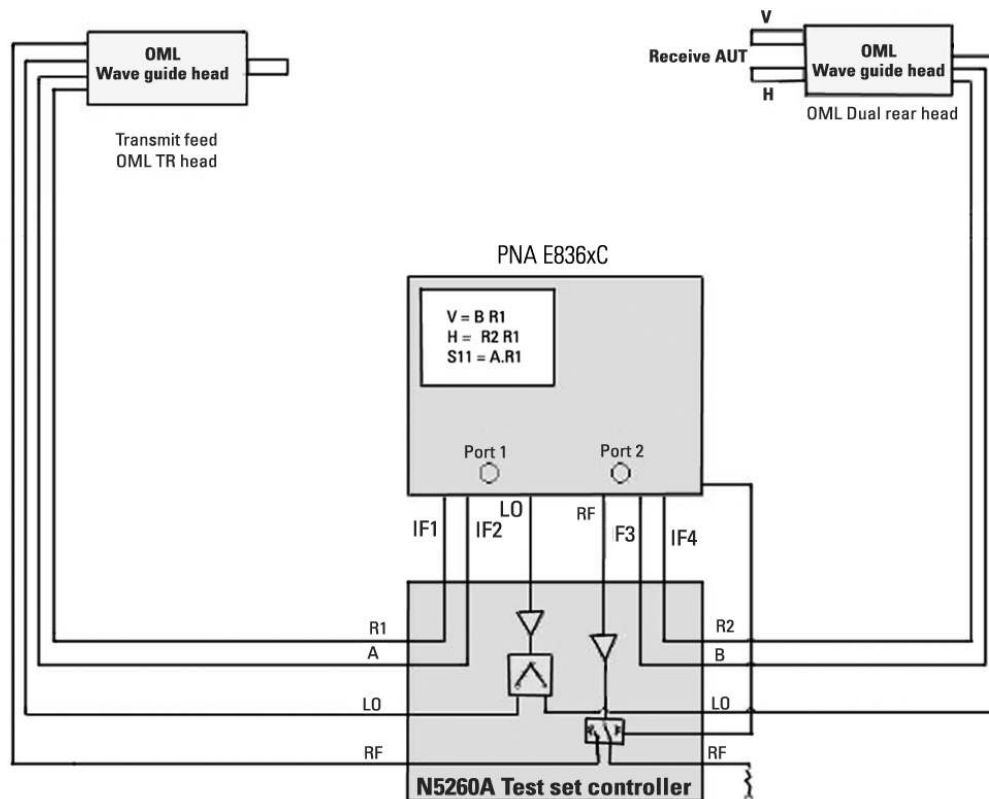 OML
Wave guide head
Transmit feed
OML TR head
V
Receive AUT
H
OML
Wave guide head
OML Dual rear head
PNA E836xC
V = B R1
H = R2 R1
S11 = A.R1
Port 1
Port 2
IF1
IF2
LO
RF
IF3
IF4
R1
A
LO
RF
R2
B
LO
RF
N5260A Test set controller